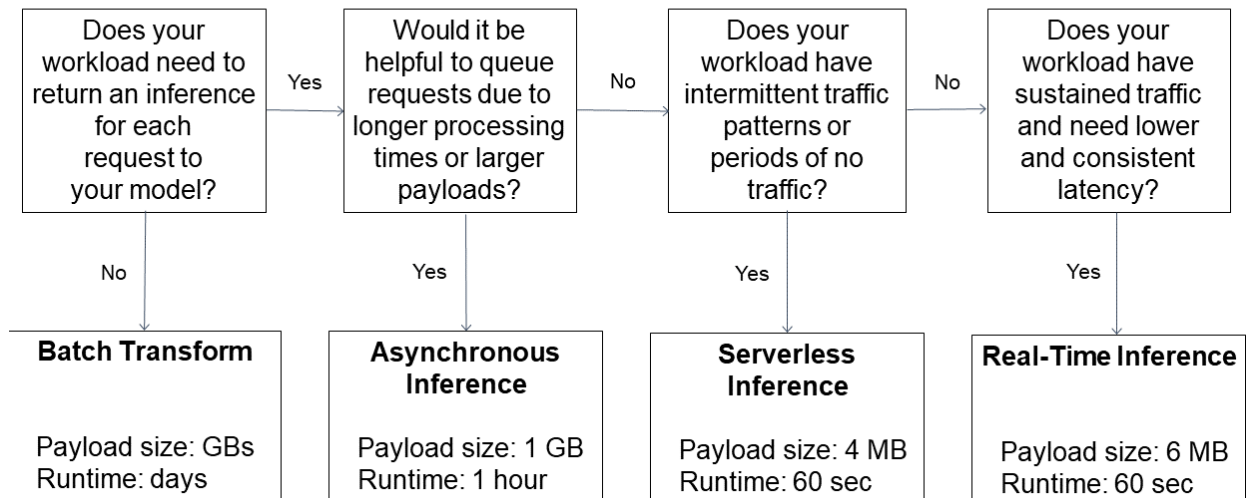 Does your
workload need to
return an inference
for each
request to
your model?
Yes
Would it be
helpful to queue
requests due to
longer processing
times or larger
payloads?
No
Does your
workload have
intermittent traffic
patterns or
periods of no
traffic?
No
Does your
workload have
sustained traffic
and need lower
and consistent
latency?
No
Yes
Yes
Yes
Batch Transform
Payload size: GBs
Runtime: days
Asynchronous
Inference
Payload size: 1 GB
Runtime: 1 hour
Serverless
Inference
Payload size: 4 MB
Runtime: 60 sec
Real-Time Inference
Payload size: 6 MB
Runtime: 60 sec